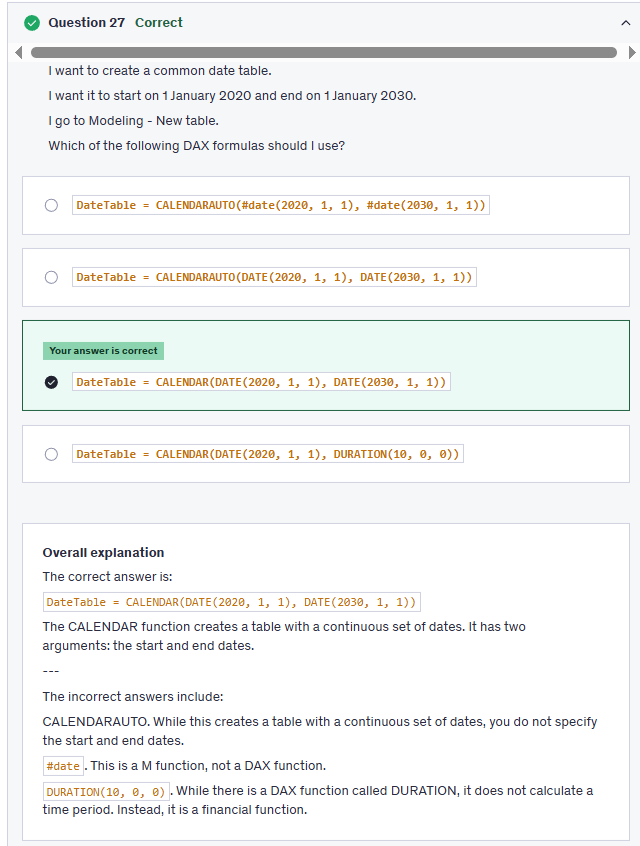 Question 27 Correct
I want to create a common date table.
I want it to start on 1 January 2020 and end on 1 January 2030.
I go to Modeling - New table.
Which of the following DAX formulas should I use?
DateTable = CALENDARAUTO(#date(2020, 1, 1), #date(2030, 1, 1))
DateTable = CALENDARAUTO(DATE(2020, 1, 1), DATE(2030, 1, 1))
Your answer is correct
DateTable = CALENDAR(DATE(2020, 1, 1), DATE(2030, 1, 1))
DateTable = CALENDAR(DATE(2020, 1, 1), DURATION(10, 0, 0))
Overall explanation
The correct answer is:
DateTable = CALENDAR(DATE(2020, 1, 1), DATE(2030, 1, 1))
The CALENDAR function creates a table with a continuous set of dates. It has two
arguments: the start and end dates.
---
The incorrect answers include:
CALENDARAUTO. While this creates a table with a continuous set of dates, you do not specify
the start and end dates.
#date . This is a M function, not a DAX function.
DURATION(10, 0, 0) . While there is a DAX function called DURATION, it does not calculate a
time period. Instead, it is a financial function.